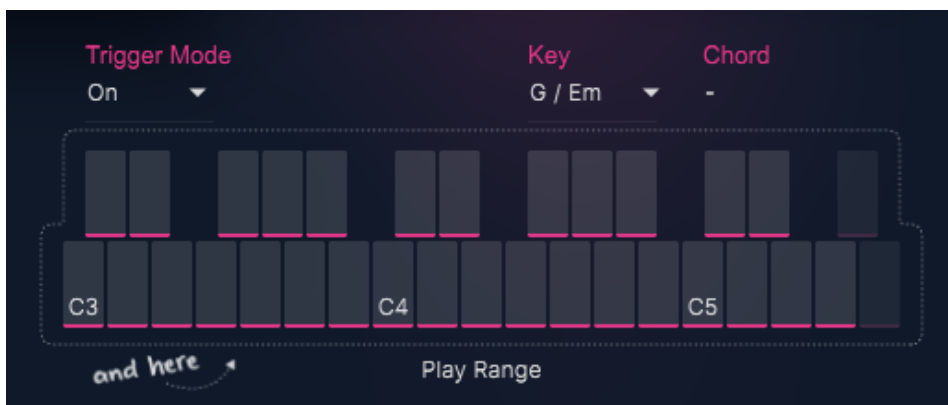 Trigger Mode Key Chord
On G / Em -
C3 C4 C5
and here Play Range